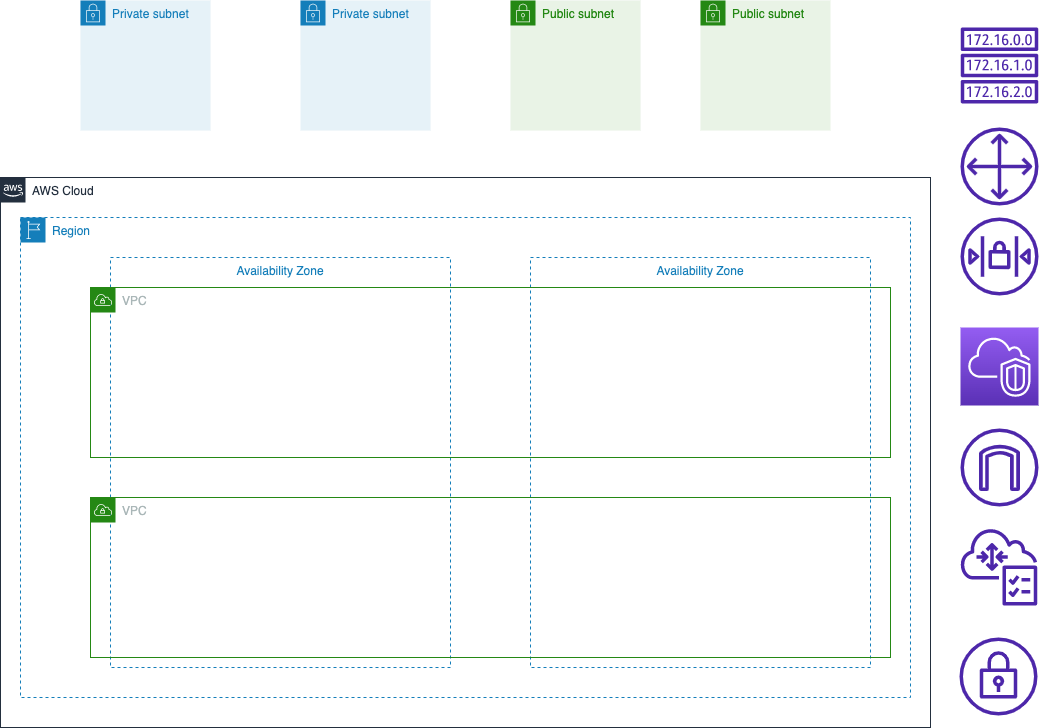 Private subnet
Private subnet
Public subnet
Public subnet
172.16.0.0
172.16.1.0
172.16.2.0
aws
AWS Cloud
Region
Availability Zone
Availability Zone
VPC
VPC